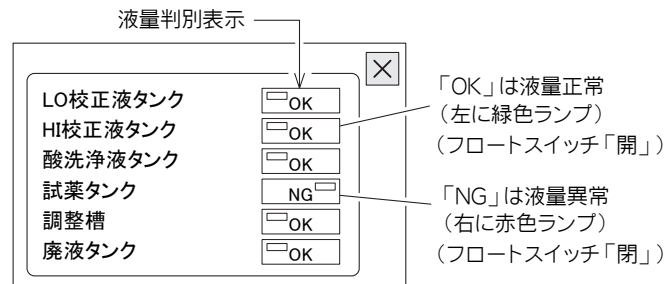 液量判別表示
LO校正液タンク OK
HI校正液タンク OK
酸洗浄液タンク OK
試薬タンク NG
調整槽 OK
廃液タンク OK
「OK」は液量正常
（左に緑色ランプ）
（フロートスイッチ「開」）
「NG」は液量異常
（右に赤色ランプ）
（フロートスイッチ「閉」）